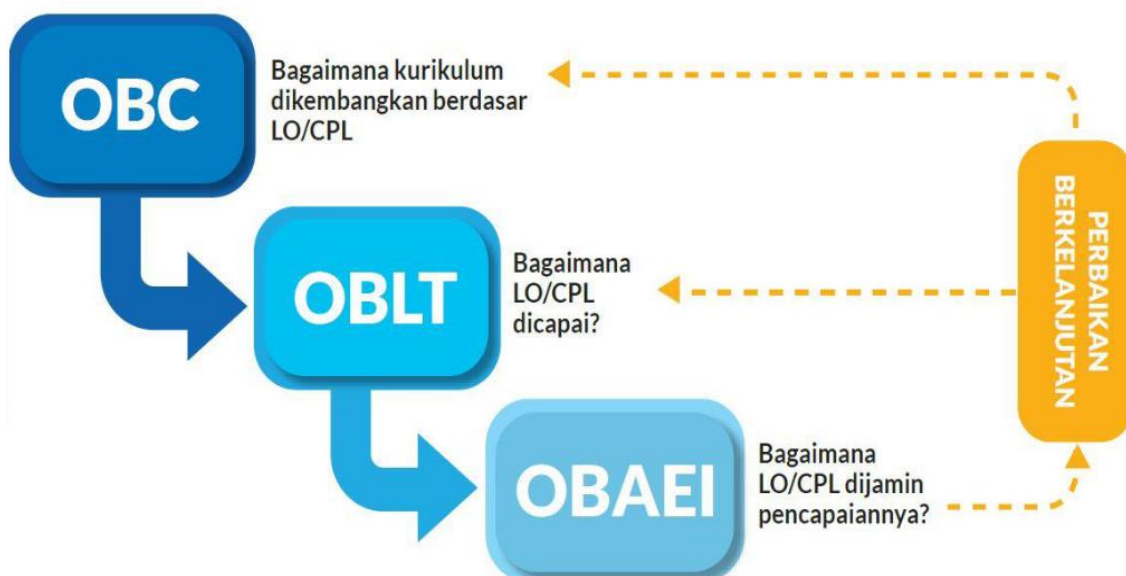 OBC
Bagaimana kurikulum
dikembangkan berdasar
LO/CPL
OBLT
Bagaimana
LO/CPL
dicapai?
OBAEI
Bagaimana
LO/CPL dijamin
pencapaiannya?
PERBAIKAN
BERKELANJUTAN